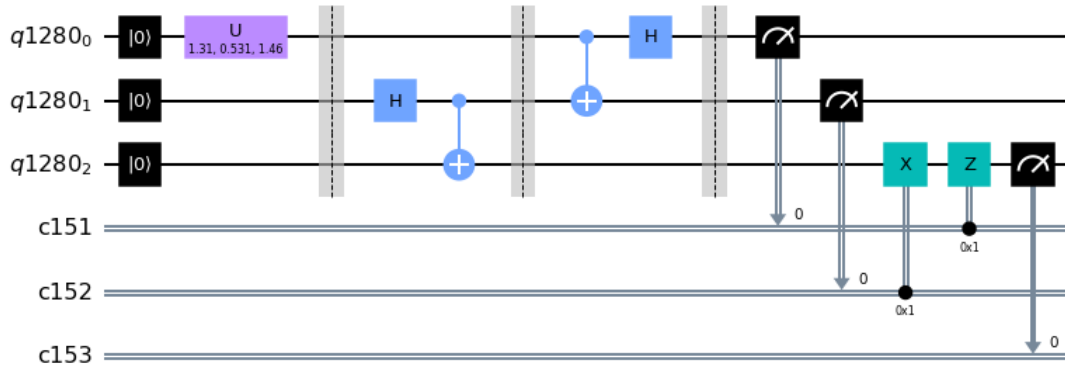 q1280₀ |0⟩ U
1.31, 0.531, 1.46
H
q1280₁ |0⟩ H
q1280₂ |0⟩ X Z
c151 0
0x1
c152 0
0x1
c153 0